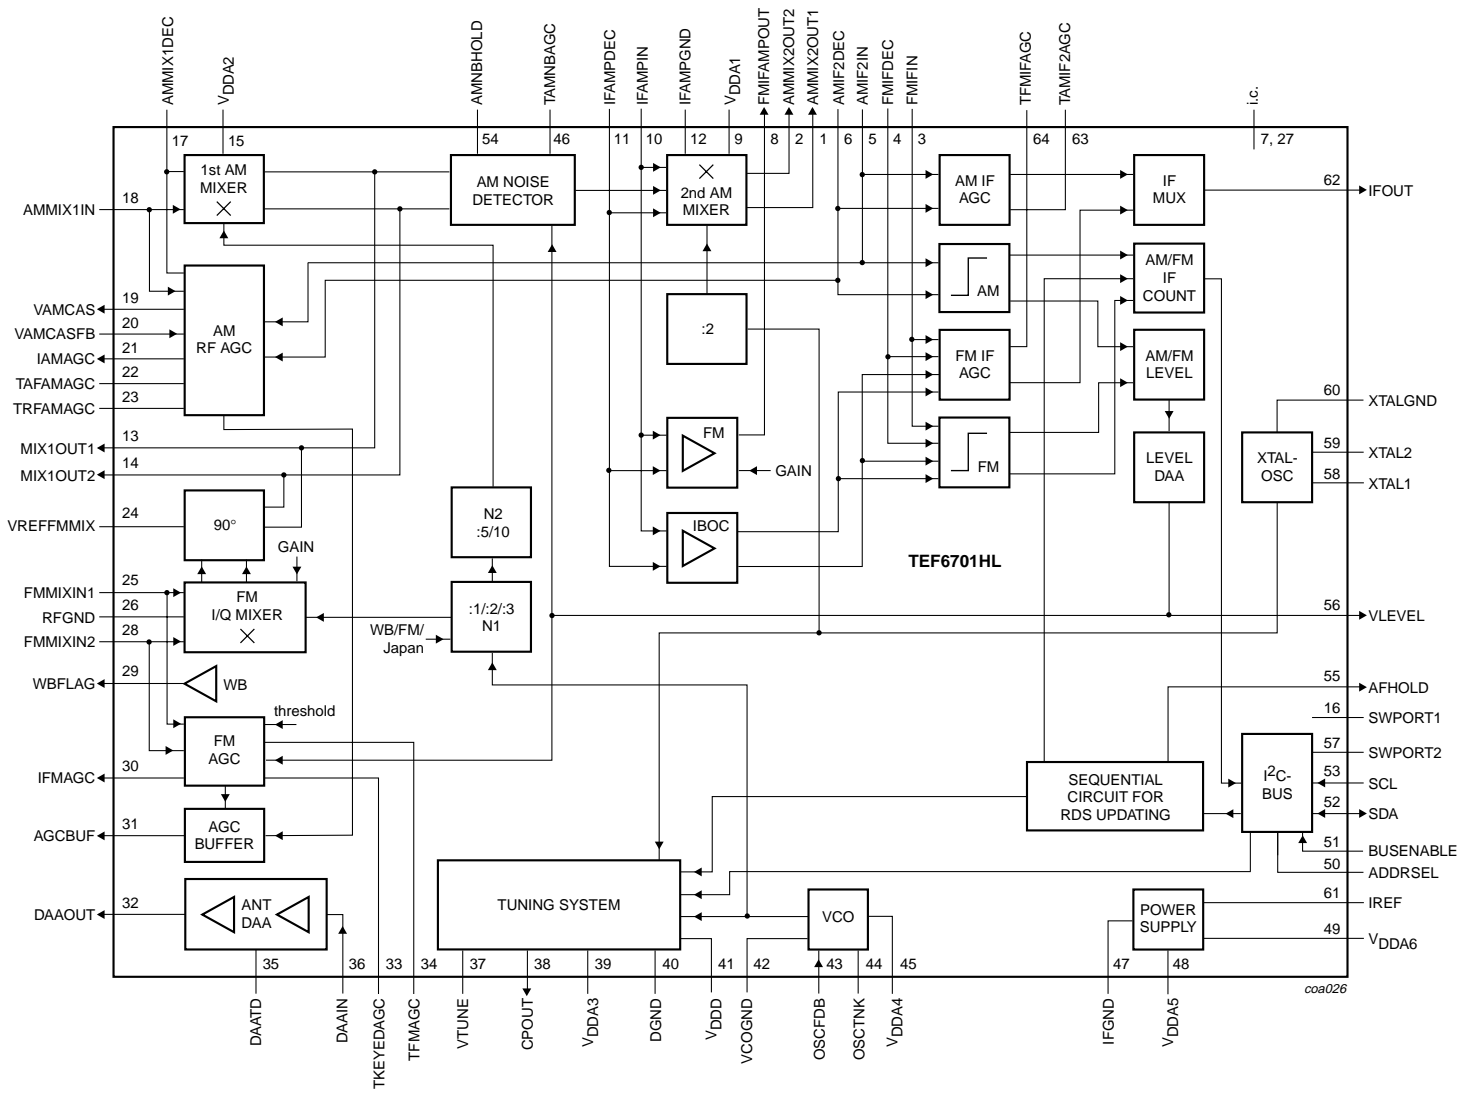 AMMIX1DEC
VDDA2
AMNBHOLD
TAMNBAGC
IFAMPDEC
IFAMPIN
IFAMPGND
VDDA1
FMIFAMPOUT
AMMIX2OUT2
AMMIX2OUT1
AMIF2DEC
AMIF2IN
FMIFDEC
FMIFIN
TFMIFAGC
TAMIF2AGC
i.c.
17
15
54
46
11
10
12
9
8
2
1
6
5
4
3
64
63
7, 27
1st AM
MIXER
AM NOISE
DETECTOR
2nd AM
MIXER
AM IF
AGC
IF
MUX
62
IFOUT
18
AMMIX1IN
AM
AM/FM
IF
COUNT
19
VAMCAS
20
VAMCASFB
21
IAMAGC
22
TAFAMAGC
23
TRFAMAGC
AM
RF AGC
:2
FM IF
AGC
AM/FM
LEVEL
60
XTALGND
13
MIX1OUT1
14
MIX1OUT2
FM
GAIN
FM
LEVEL
DAA
XTAL-
OSC
59
XTAL2
58
XTAL1
24
VREFFMMIX
90°
N2
:5/10
IBOC
TEF6701HL
GAIN
25
FMMIXIN1
26
RFGND
28
FMMIXIN2
FM
I/Q MIXER
:1/:2/:3
N1
WB/FM/
Japan
56
VLEVEL
29
WBFLAG
WB
55
AFHOLD
16
SWPORT1
threshold
FM
AGC
57
SWPORT2
30
IFMAGC
SEQUENTIAL
CIRCUIT FOR
RDS UPDATING
I2C-
BUS
53
SCL
52
SDA
31
AGCBUF
AGC
BUFFER
51
BUSENABLE
50
ADDRSEL
32
DAAOUT
ANT
DAA
TUNING SYSTEM
VCO
POWER
SUPPLY
61
IREF
49
VDDA6
35
36
33
34
37
38
39
40
41
42
43
44
45
47
48
coa026
DAATD
DAAIN
TKEYEDAGC
TFMAGC
VTUNE
CPOUT
VDDA3
DGND
VDDD
VCOGND
OSCFDB
OSCTNK
VDDA4
IFGND
VDDA5